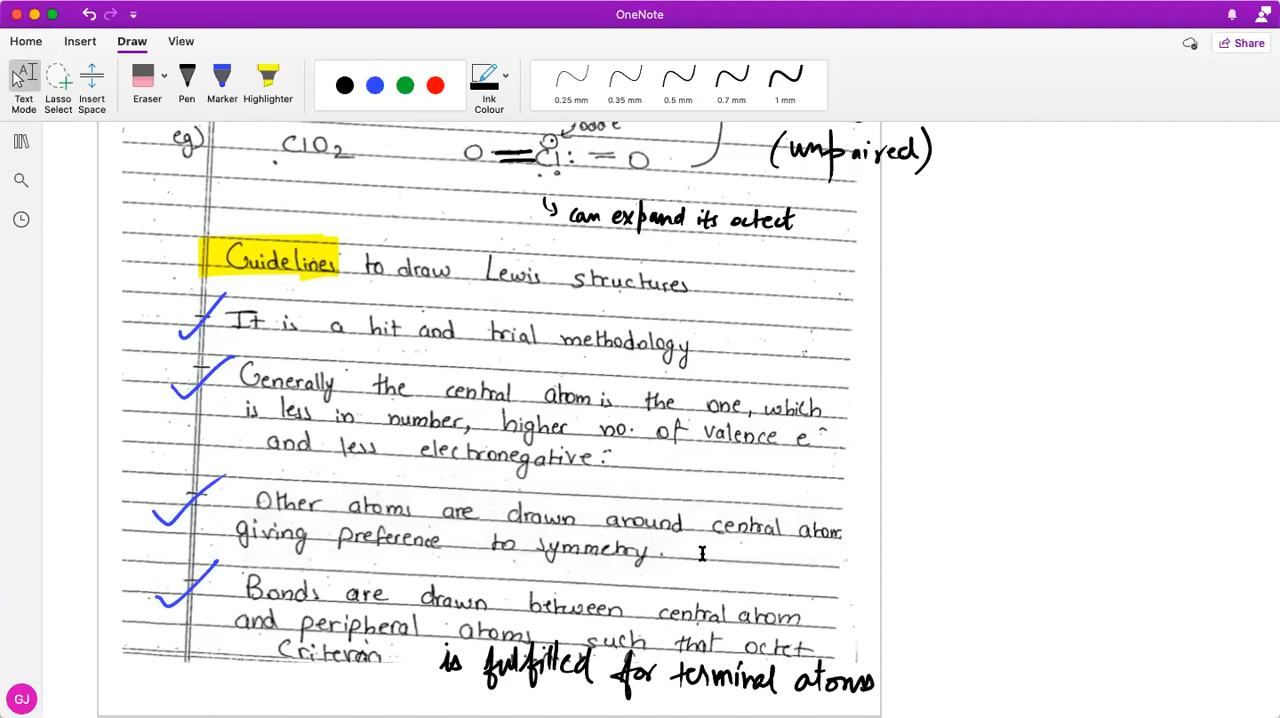 OneNote
Home Insert Draw View
Share
Text Mode
Lasso Select
Insert Space
Eraser
Pen
Marker
Highlighter
Ink Colour
0.25 mm 0.35 mm 0.5 mm 0.7 mm 1 mm
odd e
eg) ClO2 O = Cl: = O (unpaired)
↳ can expand its octect
Guidelines to draw Lewis structures
- It is a hit and trial methodology
- Generally the central atom is the one, which
is less in number, higher no. of valence e-
and less electronegative:
- Other atoms are drawn around central atom
giving preference to symmetry.
- Bonds are drawn between central atom
and peripheral atoms such that octet
Criterion is fulfilled for terminal atoms
GJ